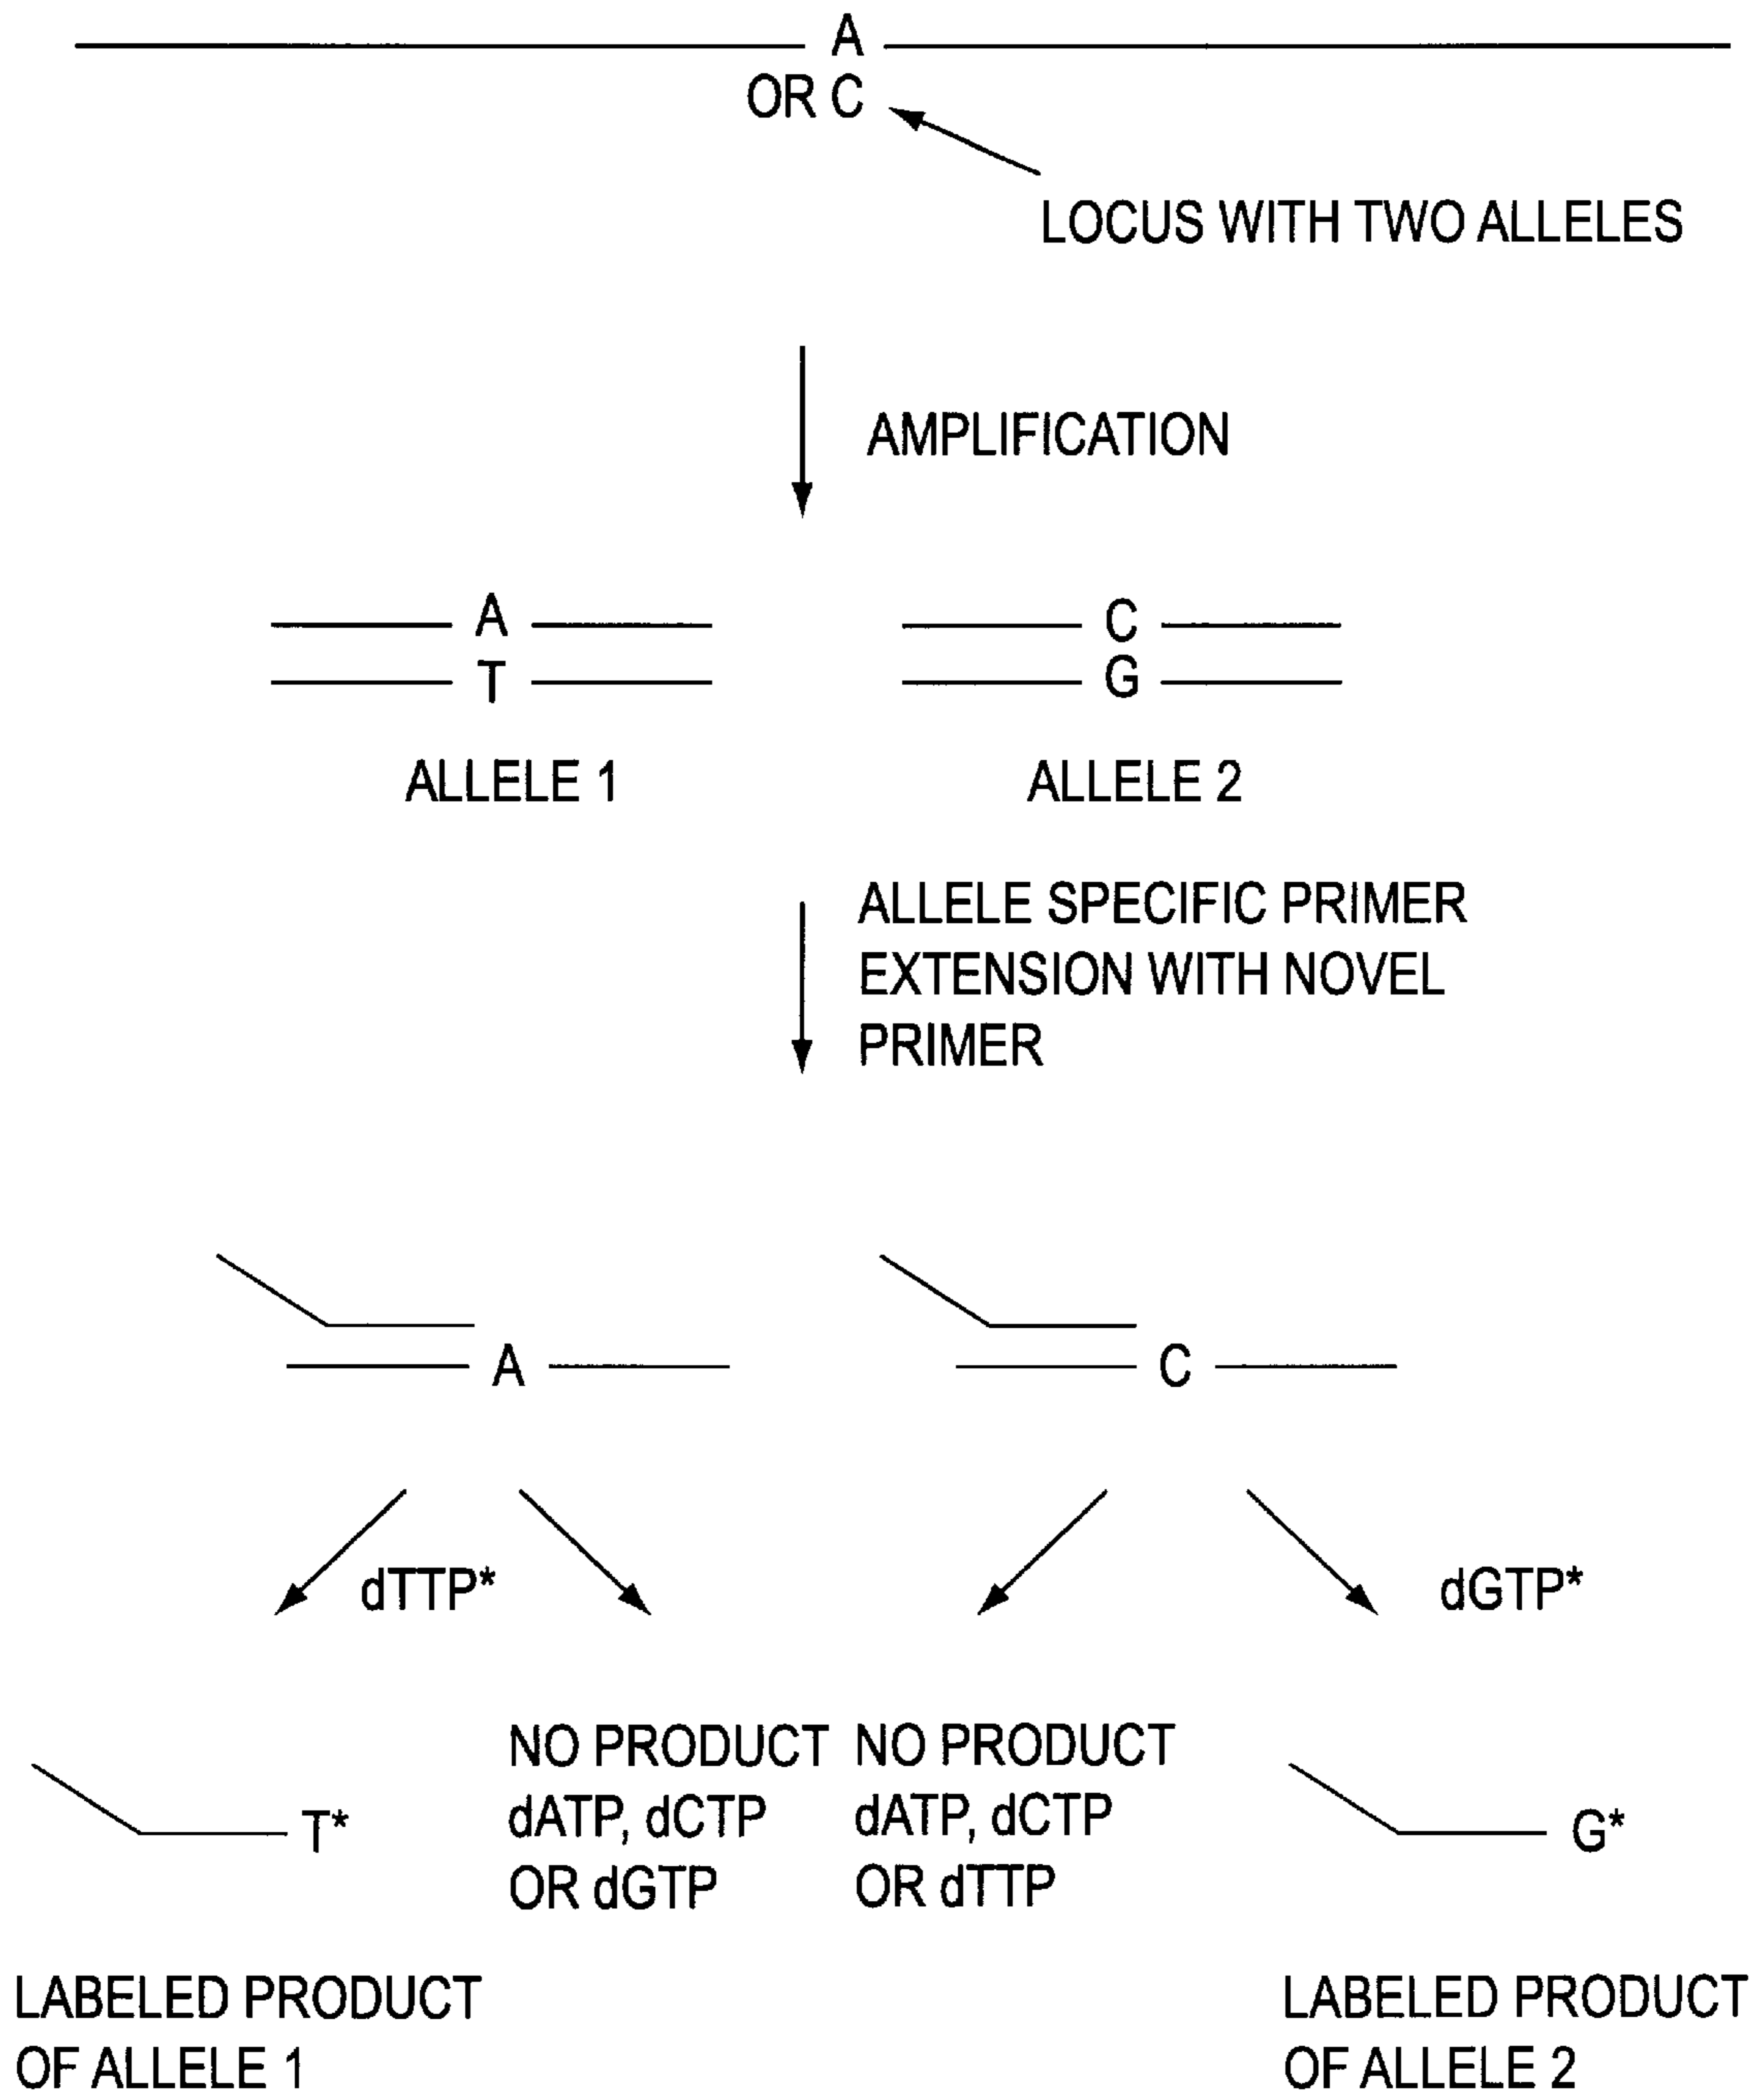 A
OR C
LOCUS WITH TWO ALLELES
AMPLIFICATION
A
T
ALLELE 1
C
G
ALLELE 2
ALLELE SPECIFIC PRIMER
EXTENSION WITH NOVEL
PRIMER
A
C
dTTP*
dGTP*
T*
NO PRODUCT
dATP, dCTP
OR dGTP
NO PRODUCT
dATP, dCTP
OR dTTP
G*
LABELED PRODUCT
OF ALLELE 1
LABELED PRODUCT
OF ALLELE 2